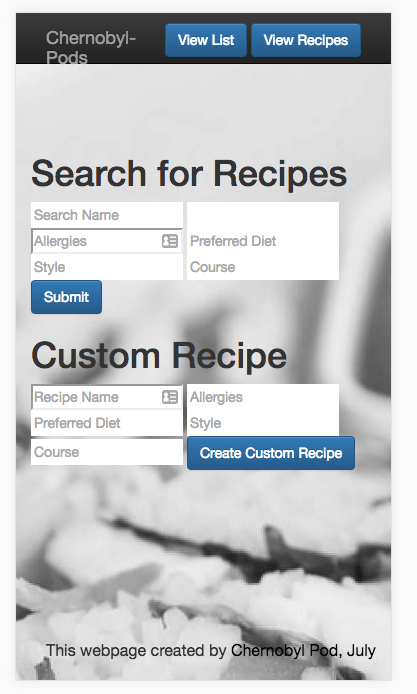 Chernobyl-
Pods
View List
View Recipes
Search for Recipes
Search Name
Allergies
Preferred Diet
Style
Course
Submit
Custom Recipe
Recipe Name
Allergies
Preferred Diet
Style
Course
Create Custom Recipe
This webpage created by Chernobyl Pod, July